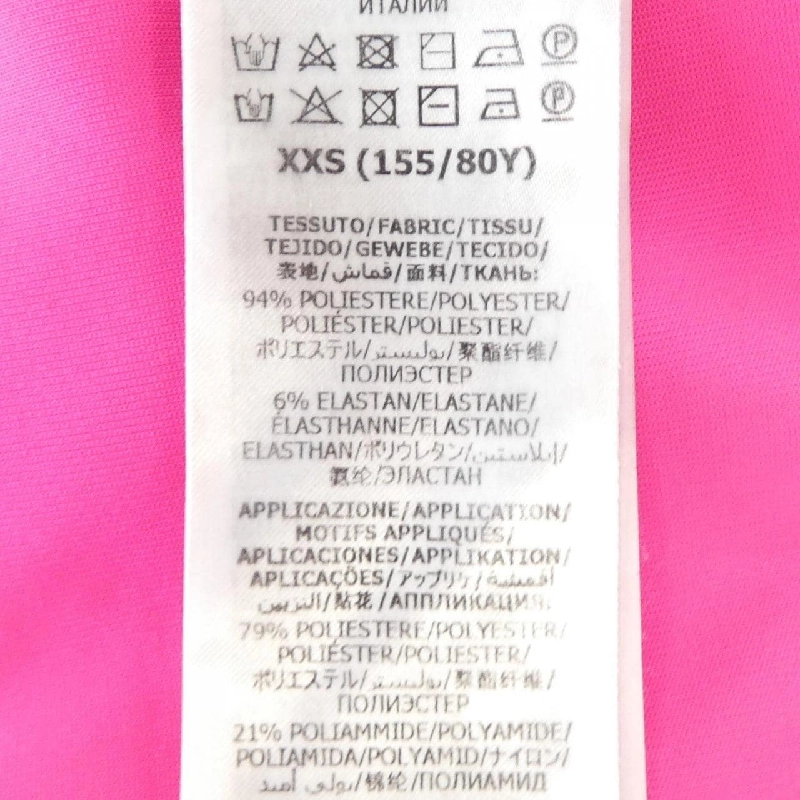 ИТАЛИИ
P
P
XXS (155/80Y)
TESSUTO/FABRIC/TISSU/
TEJIDO/GEWEBE/TECIDO/
表地/قماش/面料/ТКАНЬ:
94% POLIESTERE/POLYESTER/
POLIÉSTER/POLIESTER/
ポリエステル/بوليستر/聚酯纤维/
ПОЛИЭСТЕР
6% ELASTAN/ELASTANE/
ÉLASTHANNE/ELASTANO/
ELASTHAN/ポリウレタン/إيلاستين/
氨纶/ЭЛАСТАН
APPLICAZIONE/APPLICATION/
MOTIFS APPLIQUÉS/
APLICACIONES/APPLIKATION/
APLICAÇÕES/アップリケ/أقمشة
التزيين/貼花/АППЛИКАЦИЯ:
79% POLIESTERE/POLYESTER/
POLIÉSTER/POLIESTER/
ポリエステル/بوليستر/聚酯纤维/
ПОЛИЭСТЕР
21% POLIAMMIDE/POLYAMIDE/
POLIAMIDA/POLYAMID/ナイロン/
بولي أميد/锦纶/ПОЛИАМИД